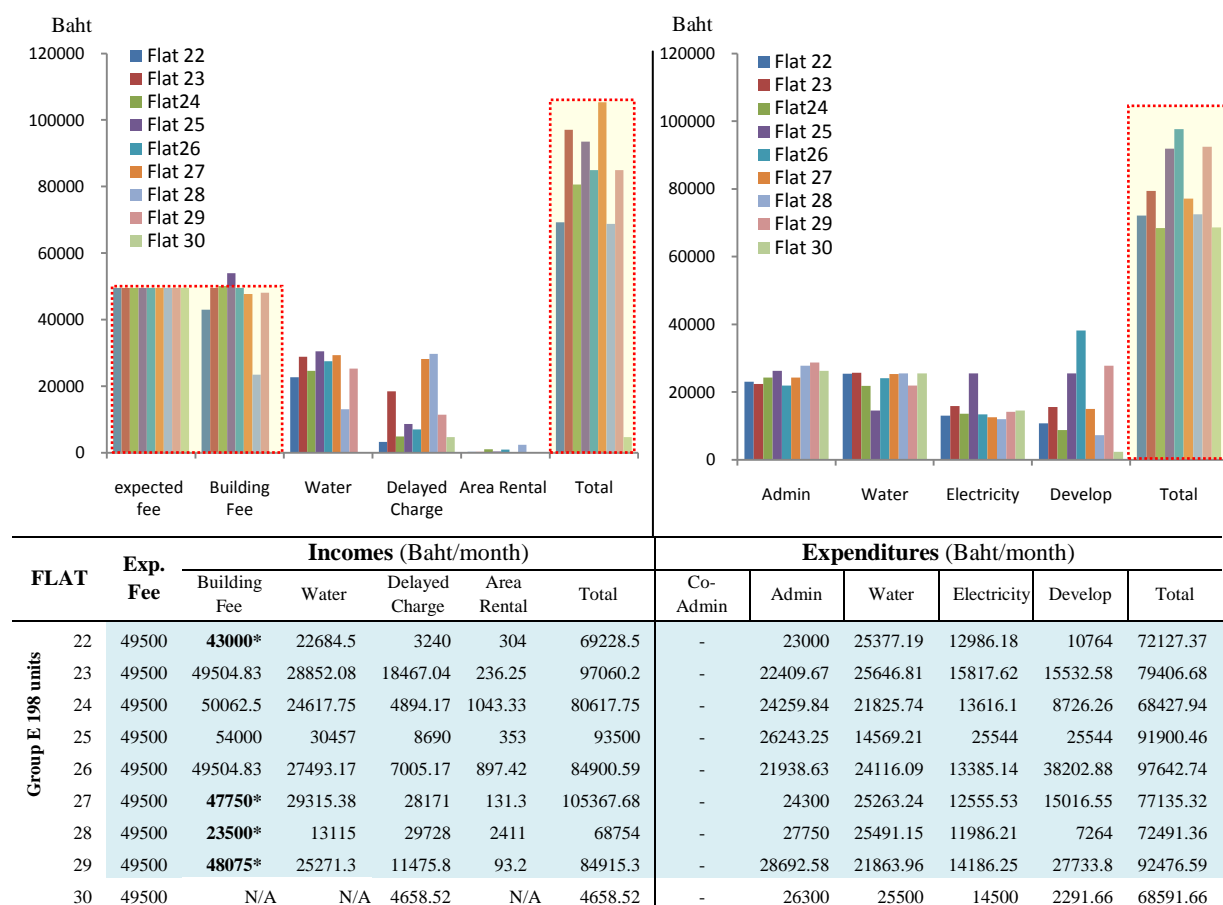 Baht
120000
100000
80000
60000
40000
20000
0
Flat 22
Flat 23
Flat24
Flat 25
Flat26
Flat 27
Flat 28
Flat 29
Flat 30
expected fee
Building Fee
Water
Delayed Charge
Area Rental
Total
Baht
120000
100000
80000
60000
40000
20000
0
Flat 22
Flat 23
Flat24
Flat 25
Flat26
Flat 27
Flat 28
Flat 29
Flat 30
Admin
Water
Electricity
Develop
Total
FLAT Exp. Fee Incomes (Baht/month) Expenditures (Baht/month)
Building Fee Water Delayed Charge Area Rental Total Co-Admin Admin Water Electricity Develop Total
Group E 198 units
22 49500 43000* 22684.5 3240 304 69228.5 - 23000 25377.19 12986.18 10764 72127.37
23 49500 49504.83 28852.08 18467.04 236.25 97060.2 - 22409.67 25646.81 15817.62 15532.58 79406.68
24 49500 50062.5 24617.75 4894.17 1043.33 80617.75 - 24259.84 21825.74 13616.1 8726.26 68427.94
25 49500 54000 30457 8690 353 93500 - 26243.25 14569.21 25544 25544 91900.46
26 49500 49504.83 27493.17 7005.17 897.42 84900.59 - 21938.63 24116.09 13385.14 38202.88 97642.74
27 49500 47750* 29315.38 28171 131.3 105367.68 - 24300 25263.24 12555.53 15016.55 77135.32
28 49500 23500* 13115 29728 2411 68754 - 27750 25491.15 11986.21 7264 72491.36
29 49500 48075* 25271.3 11475.8 93.2 84915.3 - 28692.58 21863.96 14186.25 27733.8 92476.59
30 49500 N/A N/A 4658.52 N/A 4658.52 - 26300 25500 14500 2291.66 68591.66